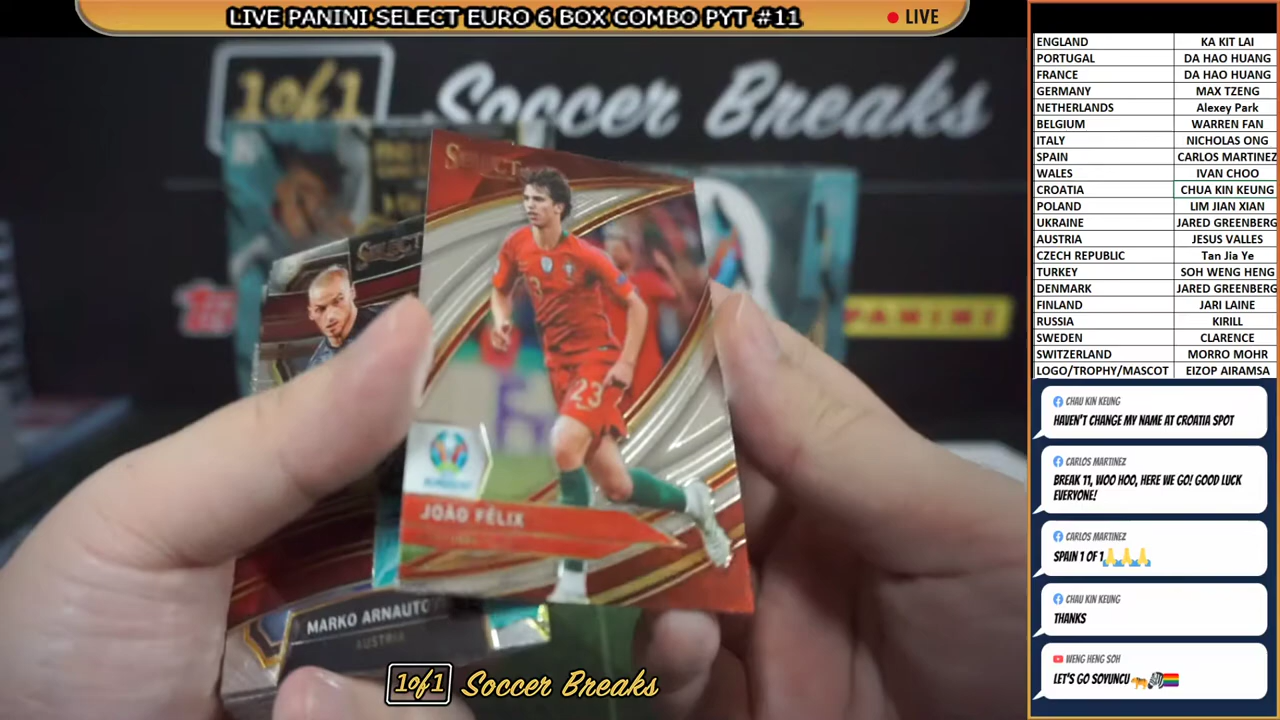 LIVE PANINI SELECT EURO 6 BOX COMBO PYT #11
LIVE
1of1 Soccer Breaks
SELECT
SELECT
PANINI
23
JOÃO FÉLIX
MARKO ARNAUTO
AUSTRIA
1of1 Soccer Breaks
ENGLAND KA KIT LAI
PORTUGAL DA HAO HUANG
FRANCE DA HAO HUANG
GERMANY MAX TZENG
NETHERLANDS Alexey Park
BELGIUM WARREN FAN
ITALY NICHOLAS ONG
SPAIN CARLOS MARTINEZ
WALES IVAN CHOO
CROATIA CHUA KIN KEUNG
POLAND LIM JIAN XIAN
UKRAINE JARED GREENBERG
AUSTRIA JESUS VALLES
CZECH REPUBLIC Tan Jia Ye
TURKEY SOH WENG HENG
DENMARK JARED GREENBERG
FINLAND JARI LAINE
RUSSIA KIRILL
SWEDEN CLARENCE
SWITZERLAND MORRO MOHR
LOGO/TROPHY/MASCOT EIZOP AIRAMSA
CHAU KIN KEUNG
HAVEN'T CHANGE MY NAME AT CROATIA SPOT
CARLOS MARTINEZ
BREAK 11, WOO HOO, HERE WE GO! GOOD LUCK
EVERYONE!
CARLOS MARTINEZ
SPAIN 1 OF 1🙏🙏🙏
CHAU KIN KEUNG
THANKS
WENG HENG SOH
LET'S GO SOYUNCU 🐅🦓🏳️‍🌈